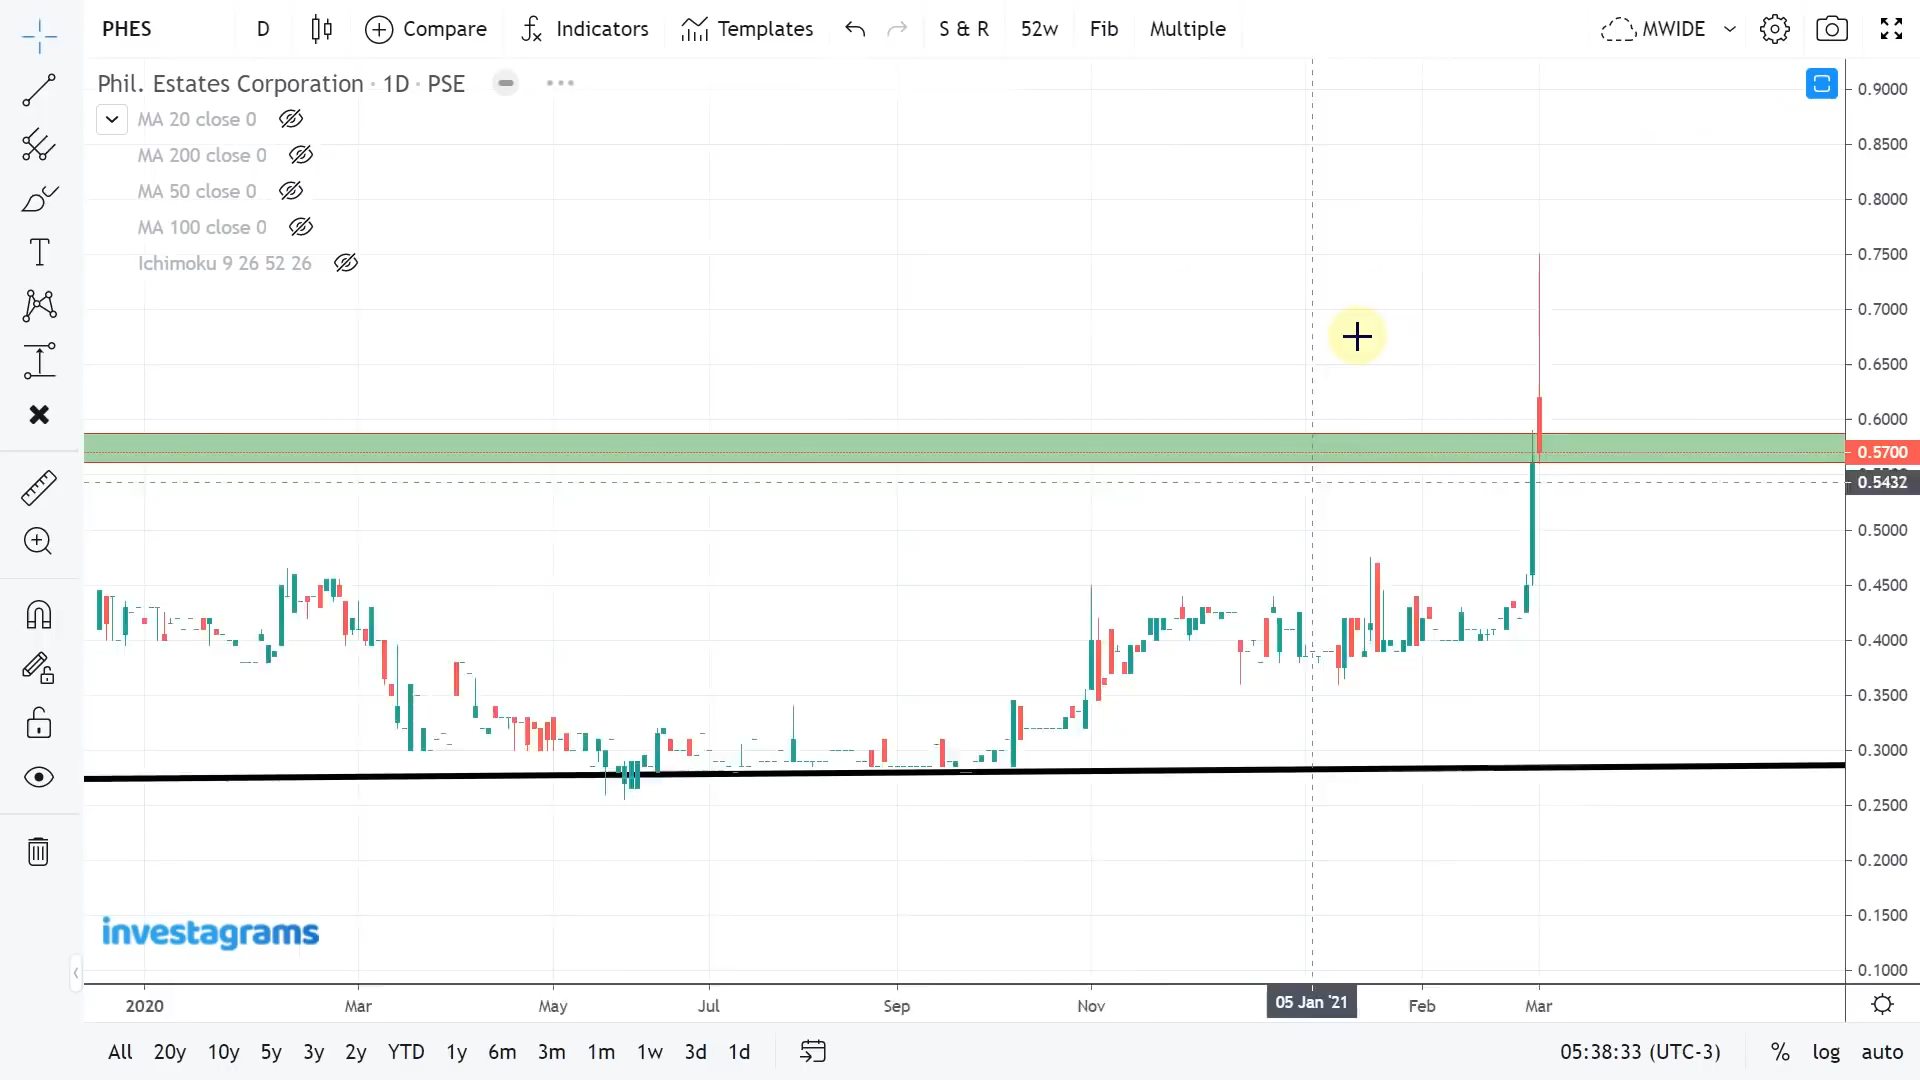 PHES D Compare Indicators Templates S & R 52w Fib Multiple MWIDE
Phil. Estates Corporation · 1D · PSE
MA 20 close 0
MA 200 close 0
MA 50 close 0
MA 100 close 0
Ichimoku 9 26 52 26
0.9000
0.8500
0.8000
0.7500
0.7000
0.6500
0.6000
0.5700
0.5432
0.5000
0.4500
0.4000
0.3500
0.3000
0.2500
0.2000
0.1500
0.1000
investagrams
2020 Mar May Jul Sep Nov 05 Jan '21 Feb Mar
All 20y 10y 5y 3y 2y YTD 1y 6m 3m 1m 1w 3d 1d 05:38:33 (UTC-3) % log auto